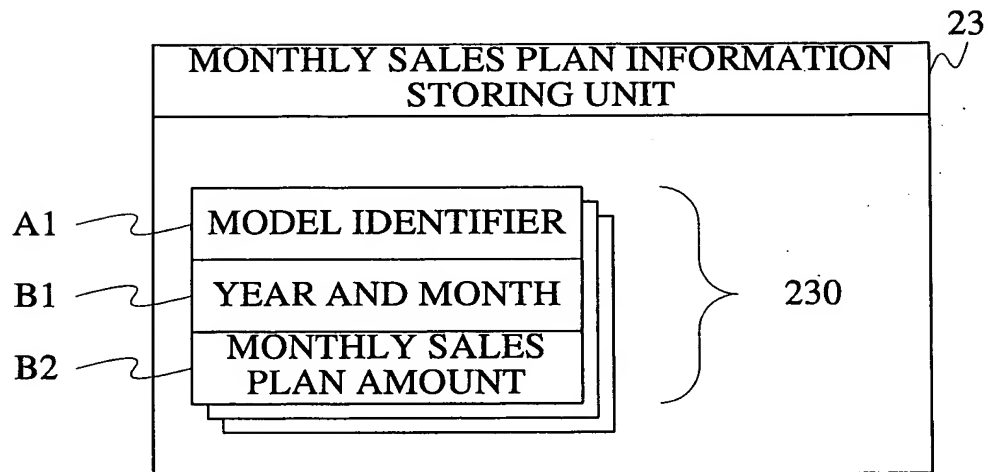 23
MONTHLY SALES PLAN INFORMATION
STORING UNIT
A1
MODEL IDENTIFIER
B1
YEAR AND MONTH
230
B2
MONTHLY SALES
PLAN AMOUNT